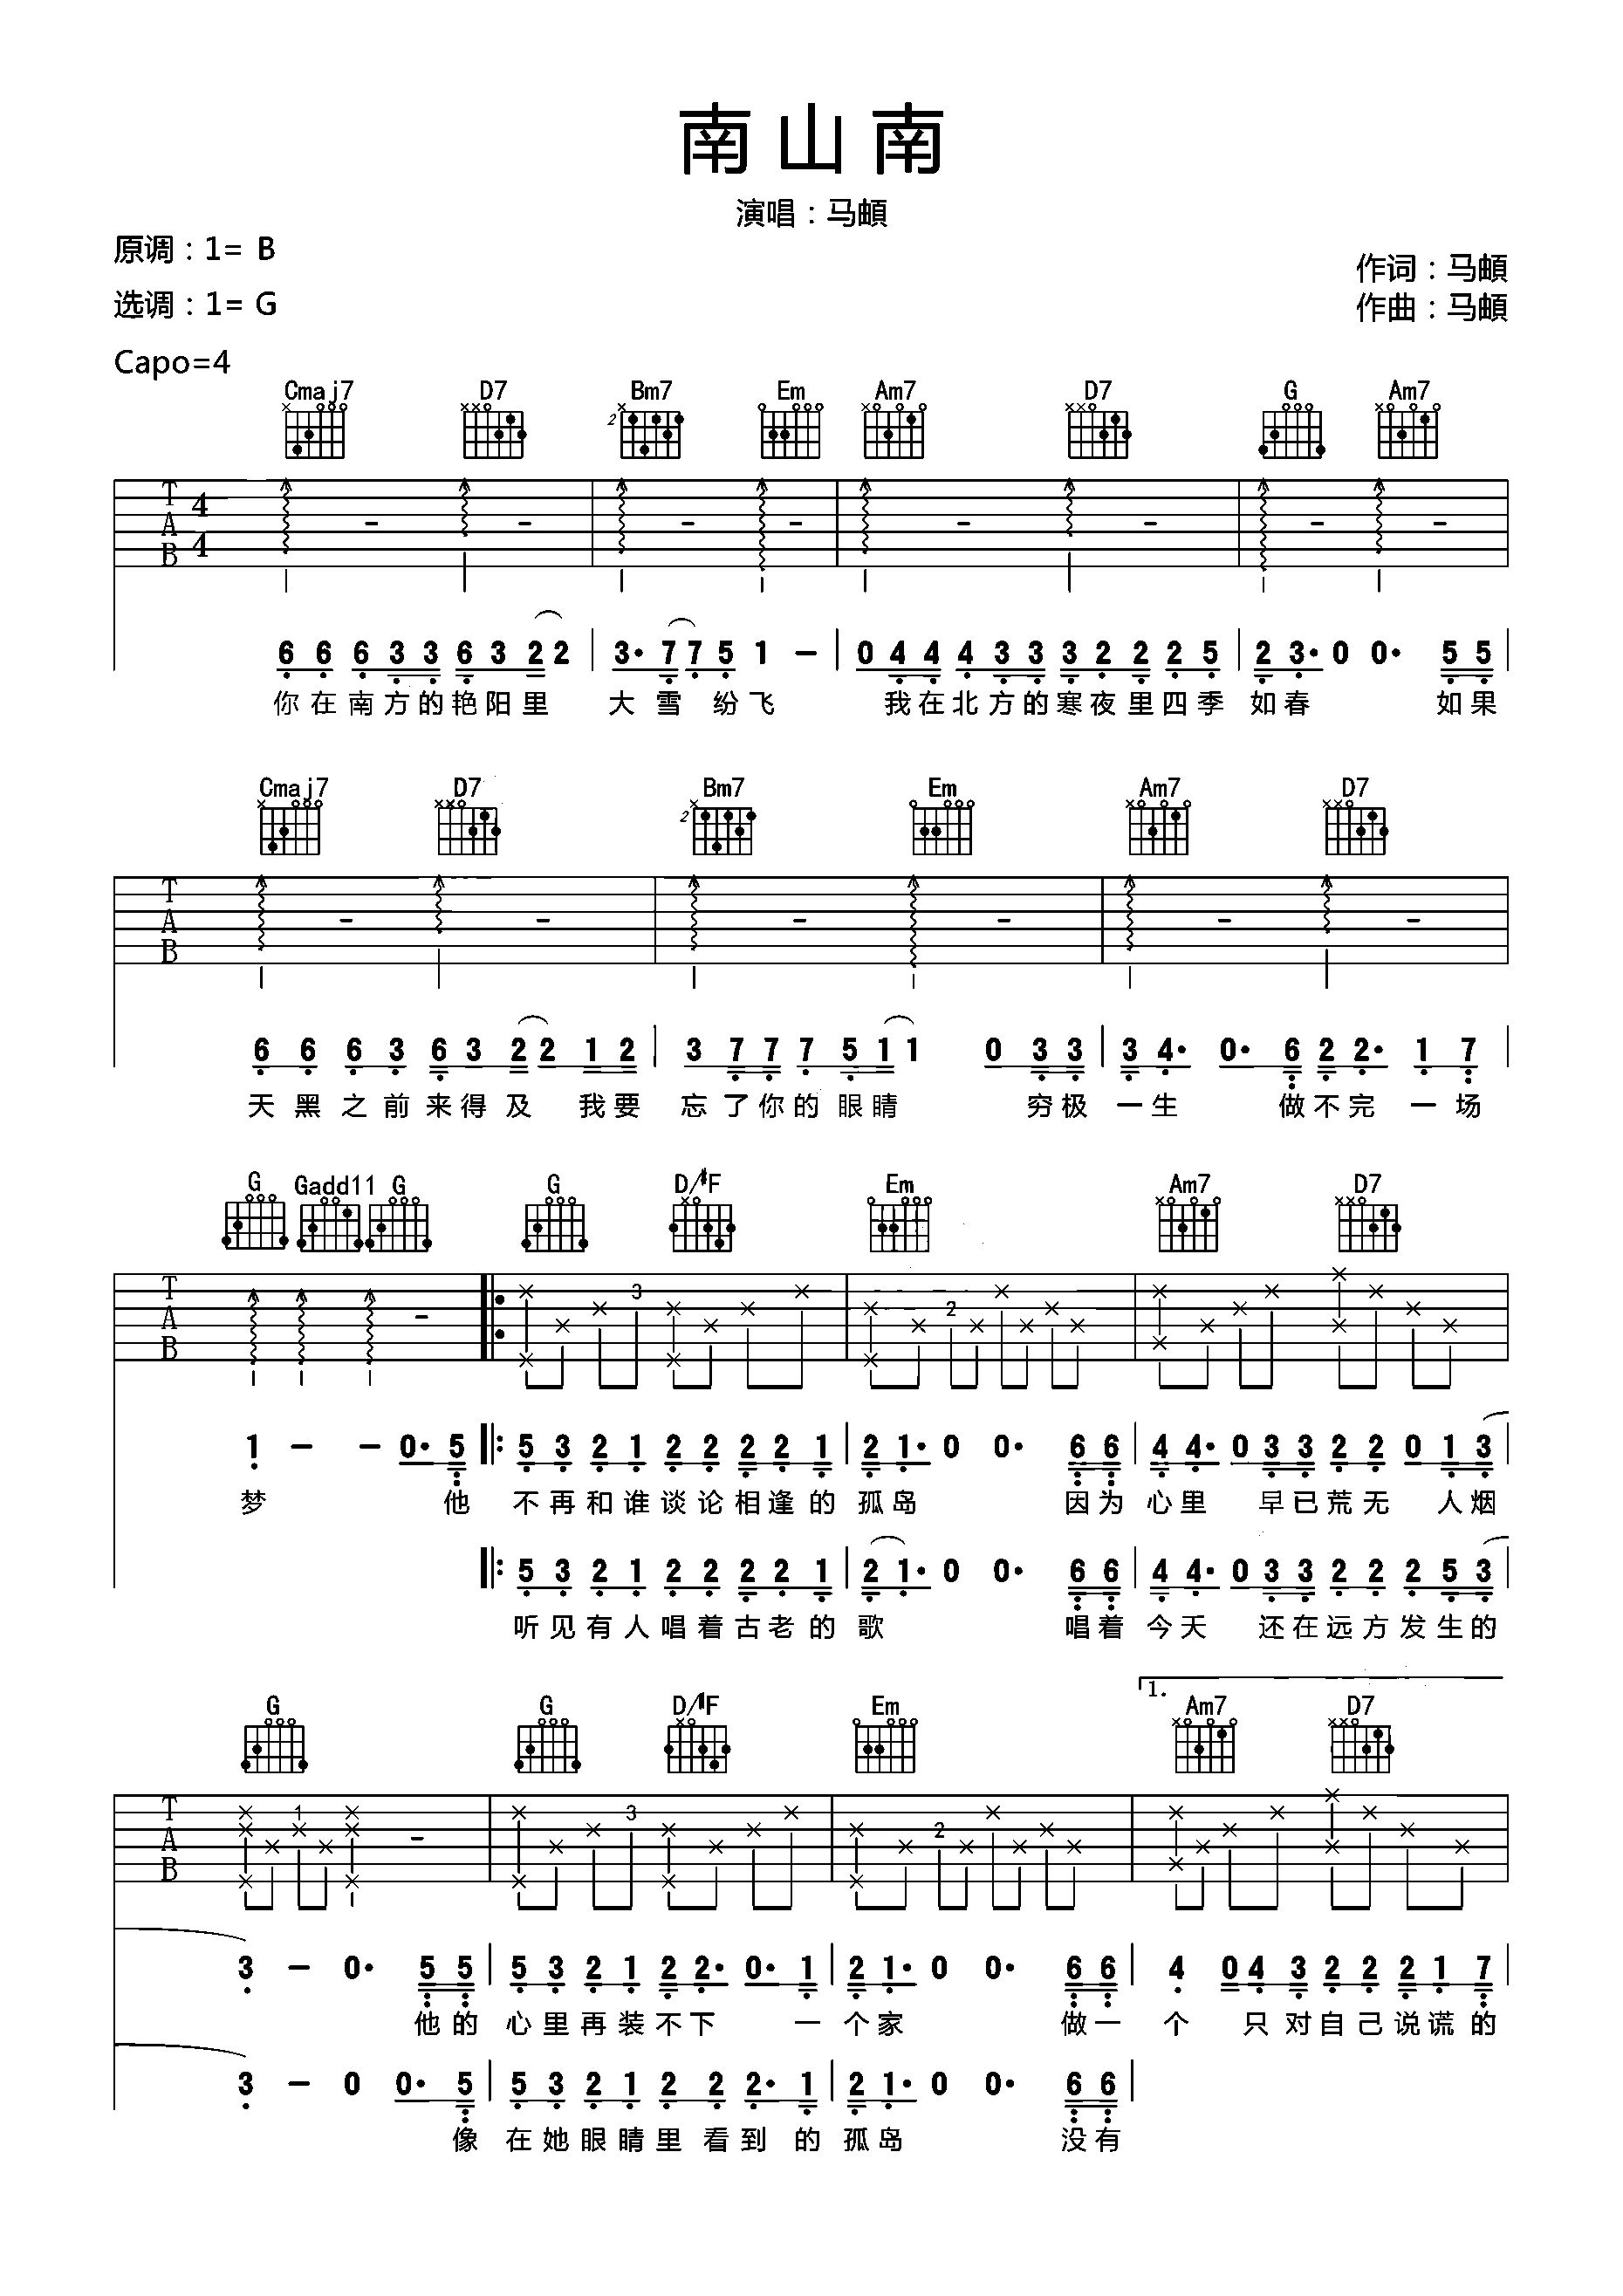 南山南
演唱：马頔
原调：1= B
作词：马頔
选调：1= G
作曲：马頔
Capo=4
Cmaj7 D7 Bm7 Em Am7 D7 G Am7
2
T A B 4 4
6 6 6 3 3 6 3 2 2 | 3· 7 7 5 1 – | 0 4 4 4 3 3 3 2 2 2 5 | 2 3· 0 0· 5 5 |
你在南方的艳阳里 大雪纷飞 我在北方的寒夜里四季如春 如果
Cmaj7 D7 Bm7 Em Am7 D7
2
T A B
6 6 6 3 6 3 2 2 1 2 | 3 7 7 7 5 1 1 0 3 3 | 3 4· 0· 6 2 2· 1 7 |
天黑之前来得及 我要忘了你的眼睛 穷极一生 做不完一场
G Gadd11 G G D/#F Em Am7 D7
T A B 3 2
1 – – 0· 5 ‖: 5 3 2 1 2 2 2 2 1 | 2 1· 0 0· 6 6 | 4 4· 0 3 3 2 2 0 1 3 |
梦 他不再和谁谈论相逢的孤岛 因为心里 早已荒无 人烟
‖: 5 3 2 1 2 2 2 2 1 | 2 1· 0 0· 6 6 | 4 4· 0 3 3 2 2 2 5 3 |
听见有人唱着古老的歌 唱着今天 还在远方发生的
1.
G G D/#F Em Am7 D7
T A B 1 3 2
3 – 0· 5 5 | 5 3 2 1 2 2· 0· 1 | 2 1· 0 0· 6 6 | 4 0 4 3 2 2 2 1 7 |
他的心里再装不下 一个家 做一个 只对自己说谎的
3 – 0 0· 5 | 5 3 2 1 2 2 2· 1 | 2 1· 0 0· 6 6 |
像在她眼睛里看到的孤岛 没有